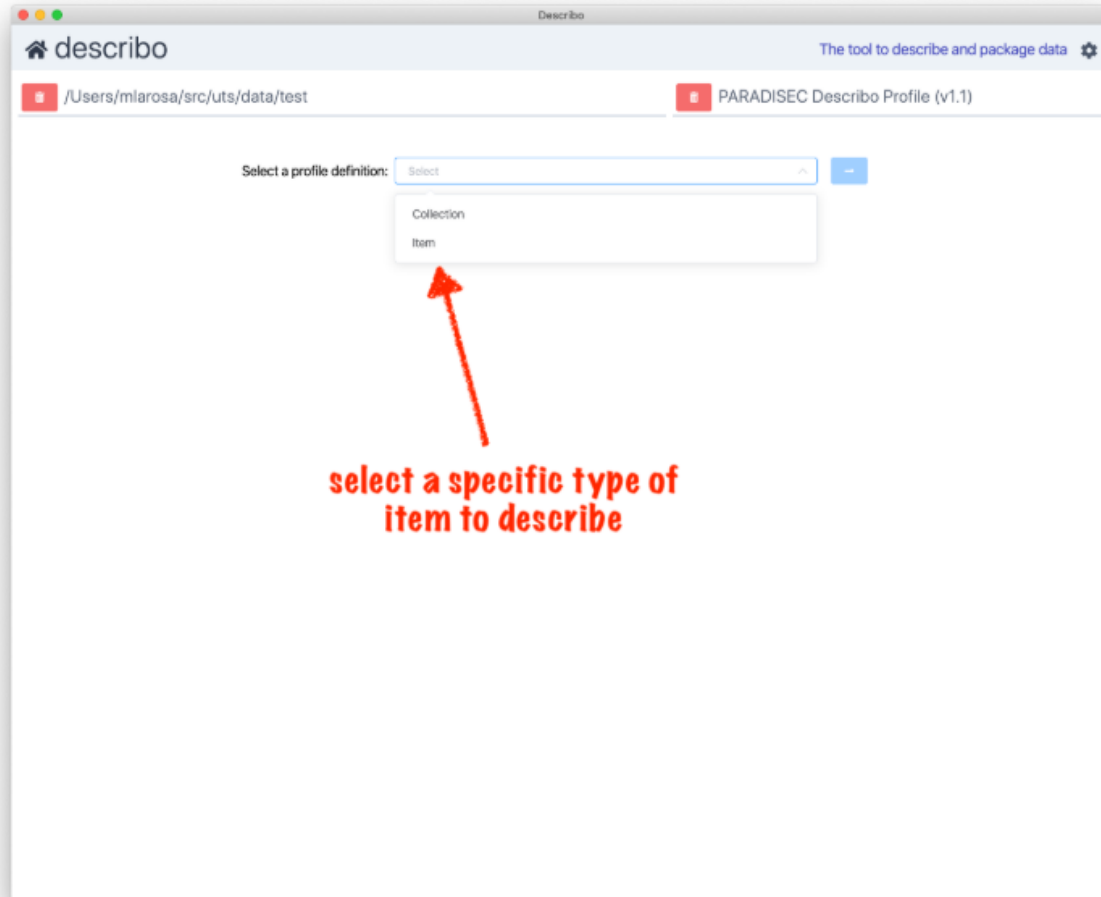 Describo
describo
The tool to describe and package data
/Users/mlarosa/src/uts/data/test
PARADISEC Describo Profile (v1.1)
Select a profile definition:
Select
Collection
Item
select a specific type of
item to describe